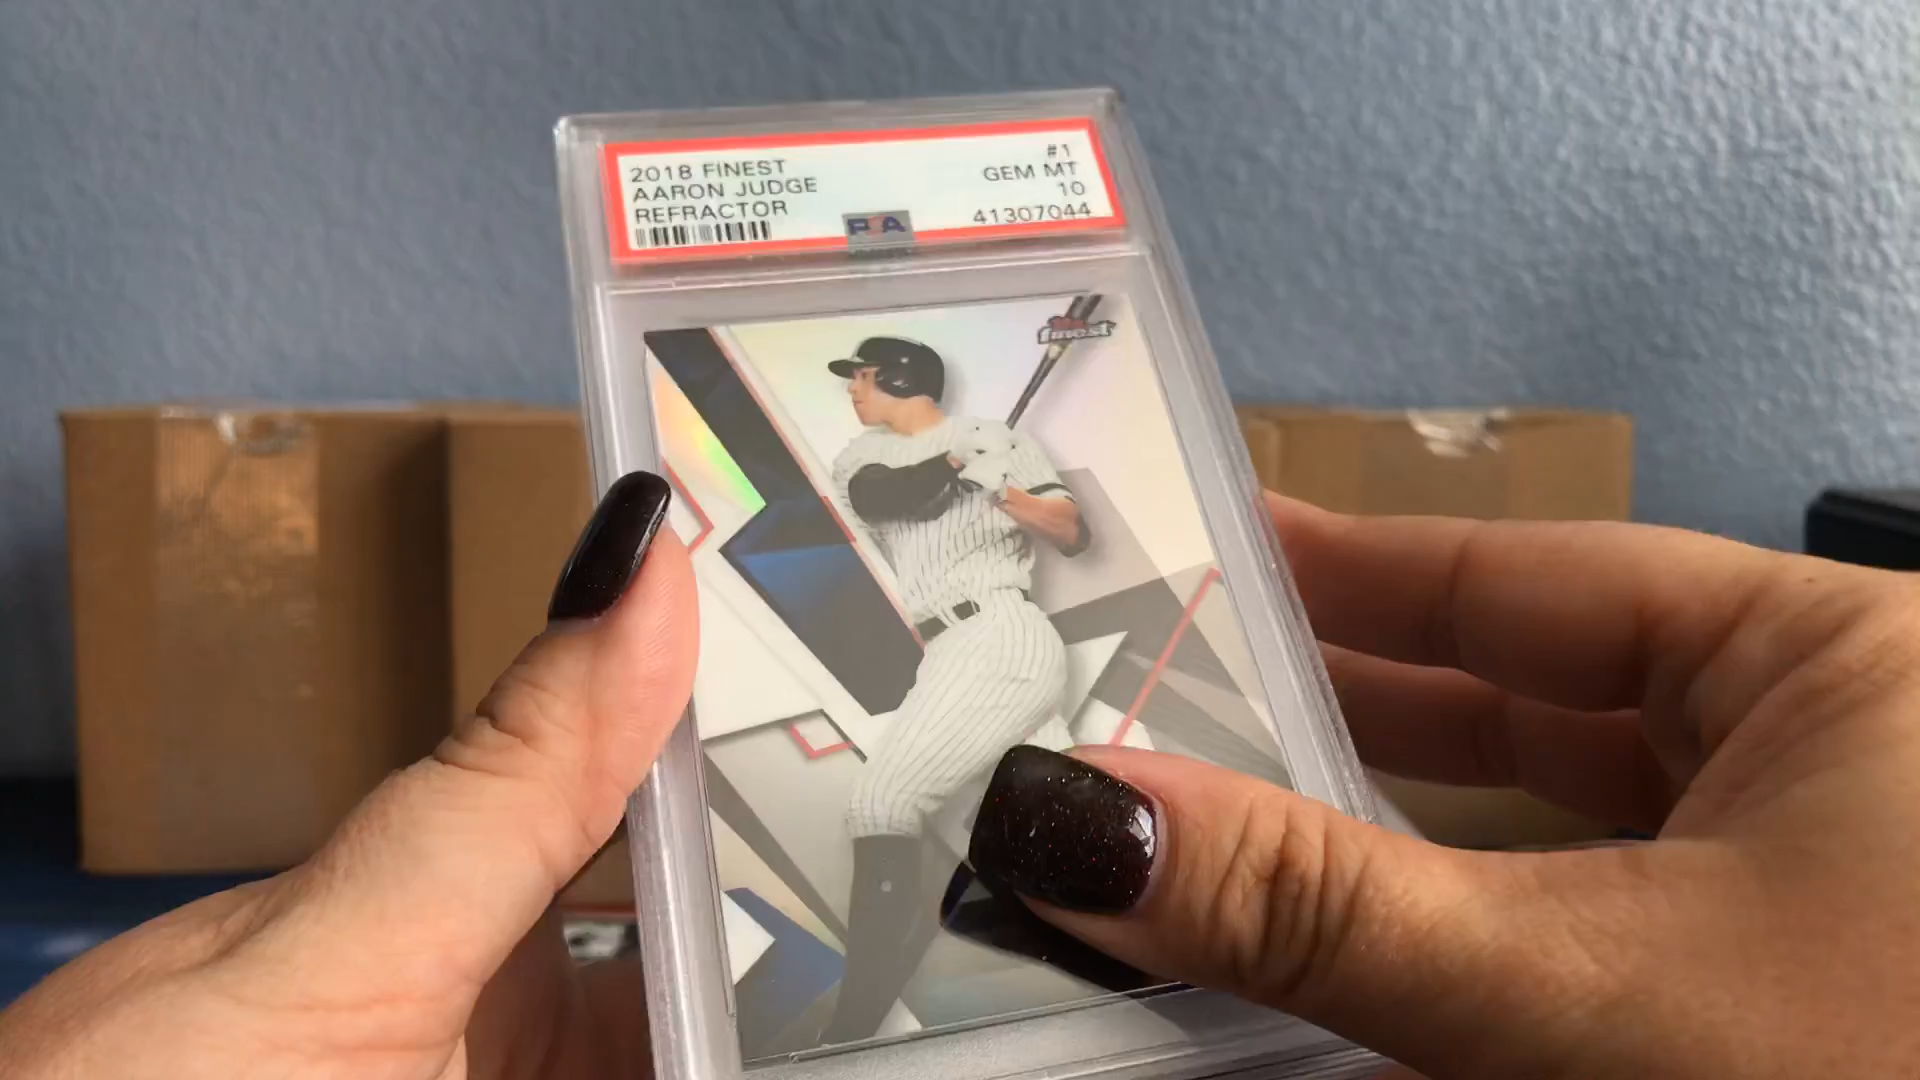 2018 FINEST
AARON JUDGE
REFRACTOR
#1
GEM MT
10
41307044
PSA
finest